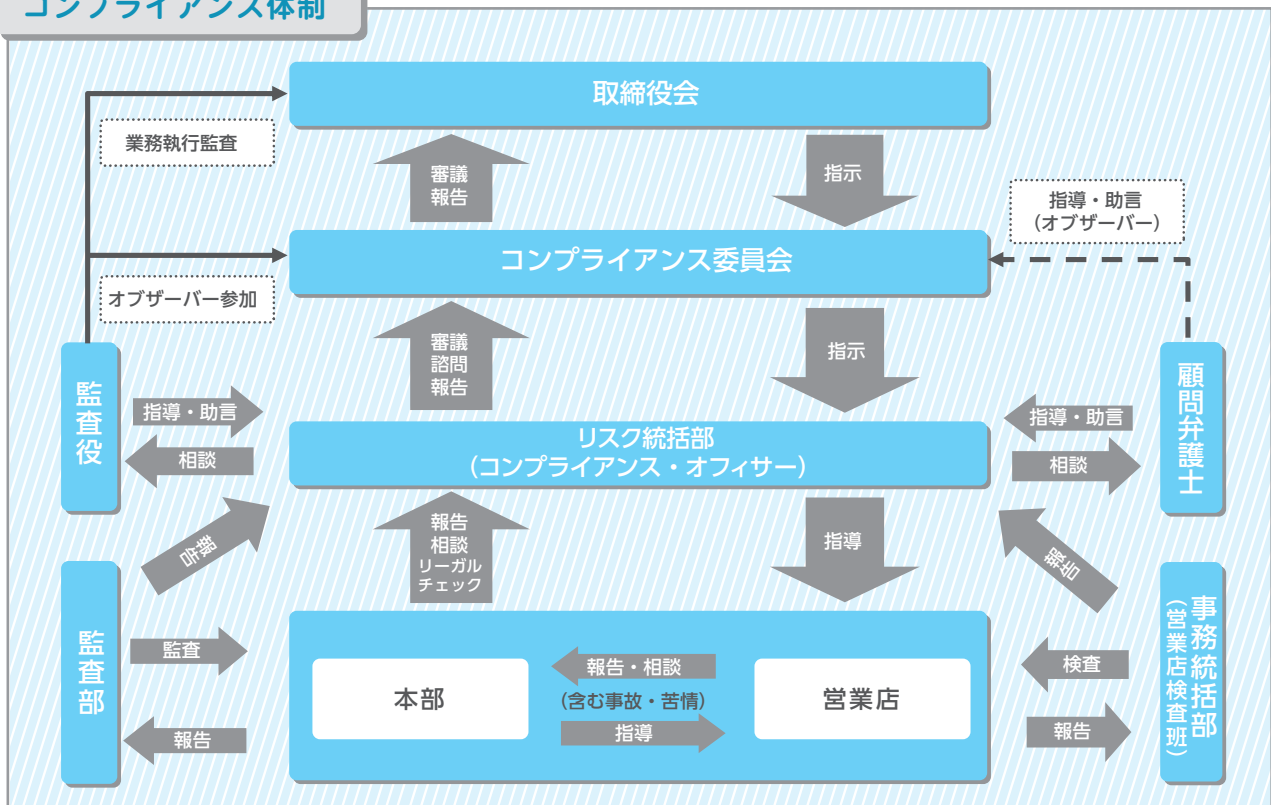 コンプライアンス体制
取締役会
業務執行監査
審議
報告
指示
指導・助言
（オブザーバー）
コンプライアンス委員会
オブザーバー参加
審議
諮問
報告
指示
監査役
指導・助言
相談
リスク統括部
（コンプライアンス・オフィサー）
指導・助言
相談
顧問弁護士
報告
報告
相談
リーガル
チェック
指導
報告
監査部
監査
報告
本部
報告・相談
（含む事故・苦情）
指導
営業店
検査
報告
事務統括部
（営業店検査班）